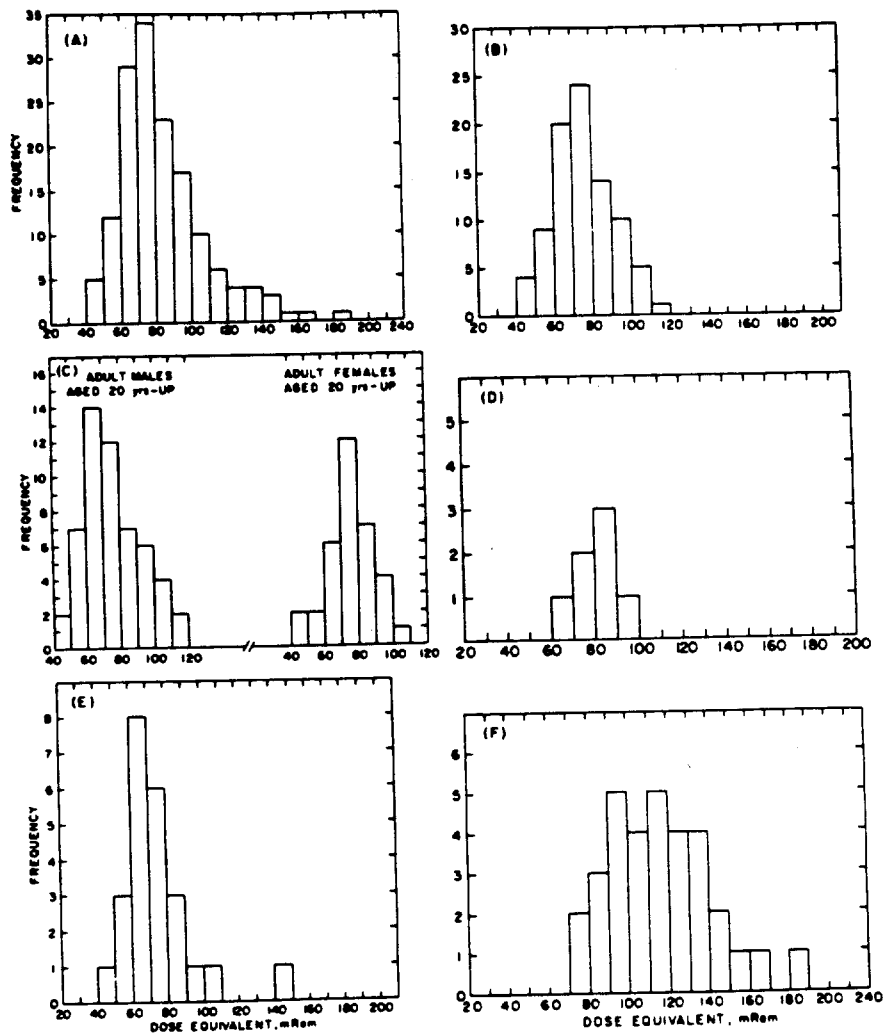 (A)
FREQUENCY
35
30
25
20
15
10
5
0
20 40 60 80 100 120 140 160 180 200 240
(B)
30
25
20
15
10
5
0
20 40 60 80 100 120 140 160 180 200
(C)
ADULT MALES
AGED 20 yrs-UP
ADULT FEMALES
AGED 20 yrs-UP
FREQUENCY
16
14
12
10
8
6
4
2
0
40 60 80 100 120 // 40 60 80 100 120
(D)
5
4
3
2
1
20 40 60 80 100 120 140 160 180 200
(E)
FREQUENCY
8
7
6
5
4
3
2
1
0
20 40 60 80 100 120 140 160 180 200
DOSE EQUIVALENT, mRem
(F)
6
5
4
3
2
1
0
20 40 60 80 100 120 140 160 180 200 240
DOSE EQUIVALENT, mRem